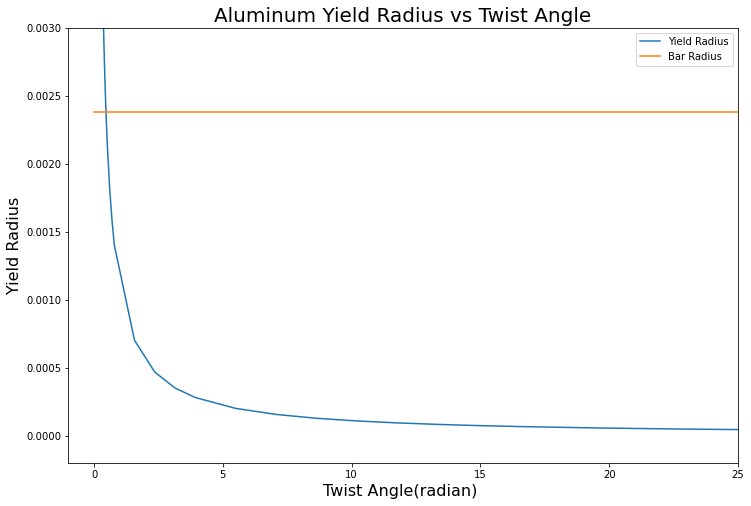 Aluminum Yield Radius vs Twist Angle
Yield Radius
Bar Radius
Yield Radius
0.0030
0.0025
0.0020
0.0015
0.0010
0.0005
0.0000
0
5
10
15
20
25
Twist Angle(radian)